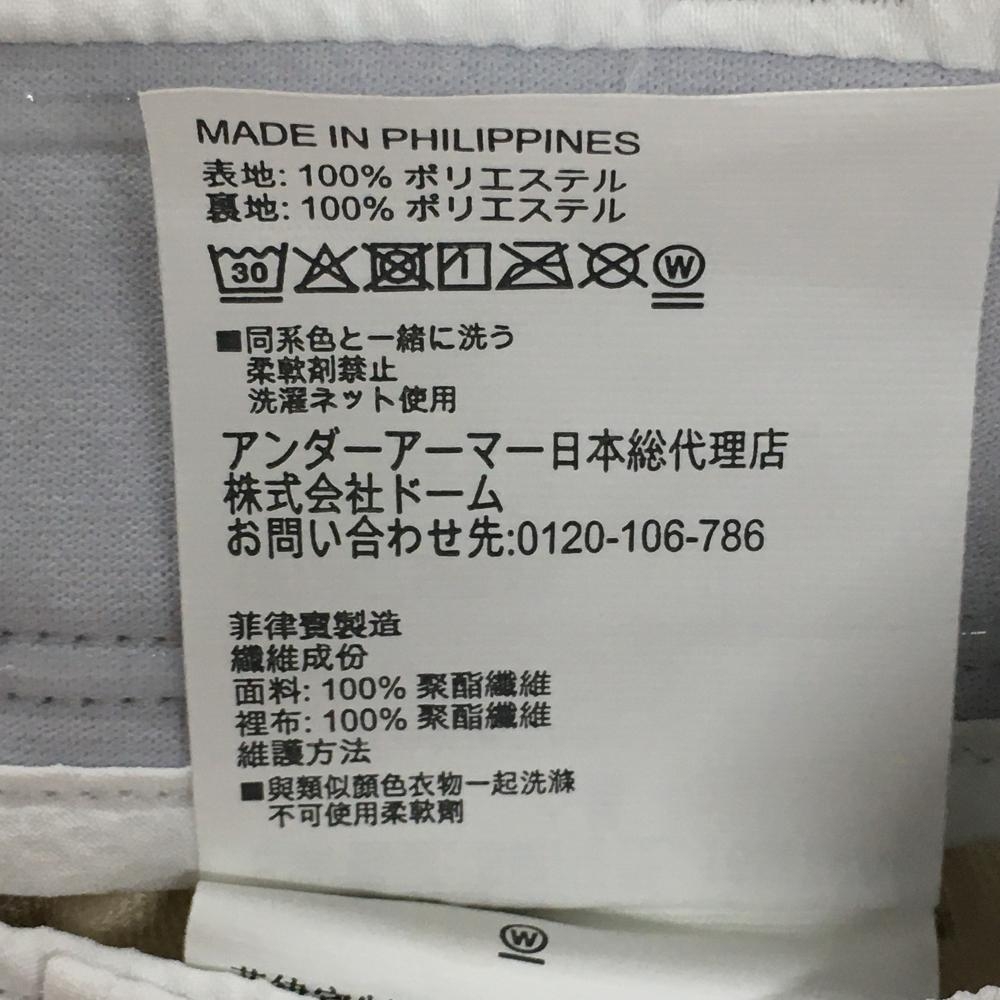 MADE IN PHILIPPINES
表地: 100% ポリエステル
裏地: 100% ポリエステル
30 W
■同系色と一緒に洗う
柔軟剤禁止
洗濯ネット使用
アンダーアーマー日本総代理店
株式会社ドーム
お問い合わせ先:0120-106-786
菲律賓製造
纖維成份
面料: 100% 聚酯纖維
裡布: 100% 聚酯纖維
維護方法
■與類似顏色衣物一起洗滌
不可使用柔軟劑
W